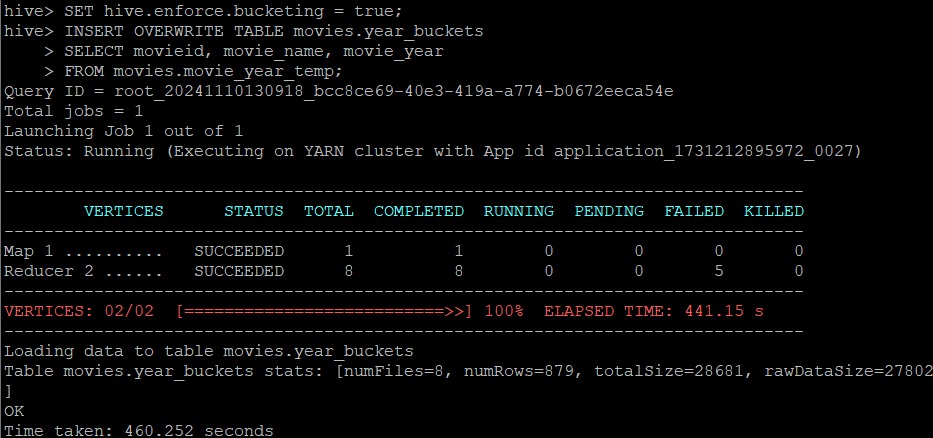 hive> SET hive.enforce.bucketing = true;
hive> INSERT OVERWRITE TABLE movies.year_buckets
    > SELECT movieid, movie_name, movie_year
    > FROM movies.movie_year_temp;
Query ID = root_20241110130918_bcc8ce69-40e3-419a-a774-b0672eeca54e
Total jobs = 1
Launching Job 1 out of 1
Status: Running (Executing on YARN cluster with App id application_1731212895972_0027)
--------------------------------------------------------------------------------
        VERTICES      STATUS  TOTAL  COMPLETED  RUNNING  PENDING  FAILED  KILLED
--------------------------------------------------------------------------------
Map 1 ..........   SUCCEEDED      1          1        0        0       0       0
Reducer 2 ......   SUCCEEDED      8          8        0        0       5       0
--------------------------------------------------------------------------------
VERTICES: 02/02  [==========================>>] 100%  ELAPSED TIME: 441.15 s
--------------------------------------------------------------------------------
Loading data to table movies.year_buckets
Table movies.year_buckets stats: [numFiles=8, numRows=879, totalSize=28681, rawDataSize=27802
]
OK
Time taken: 460.252 seconds